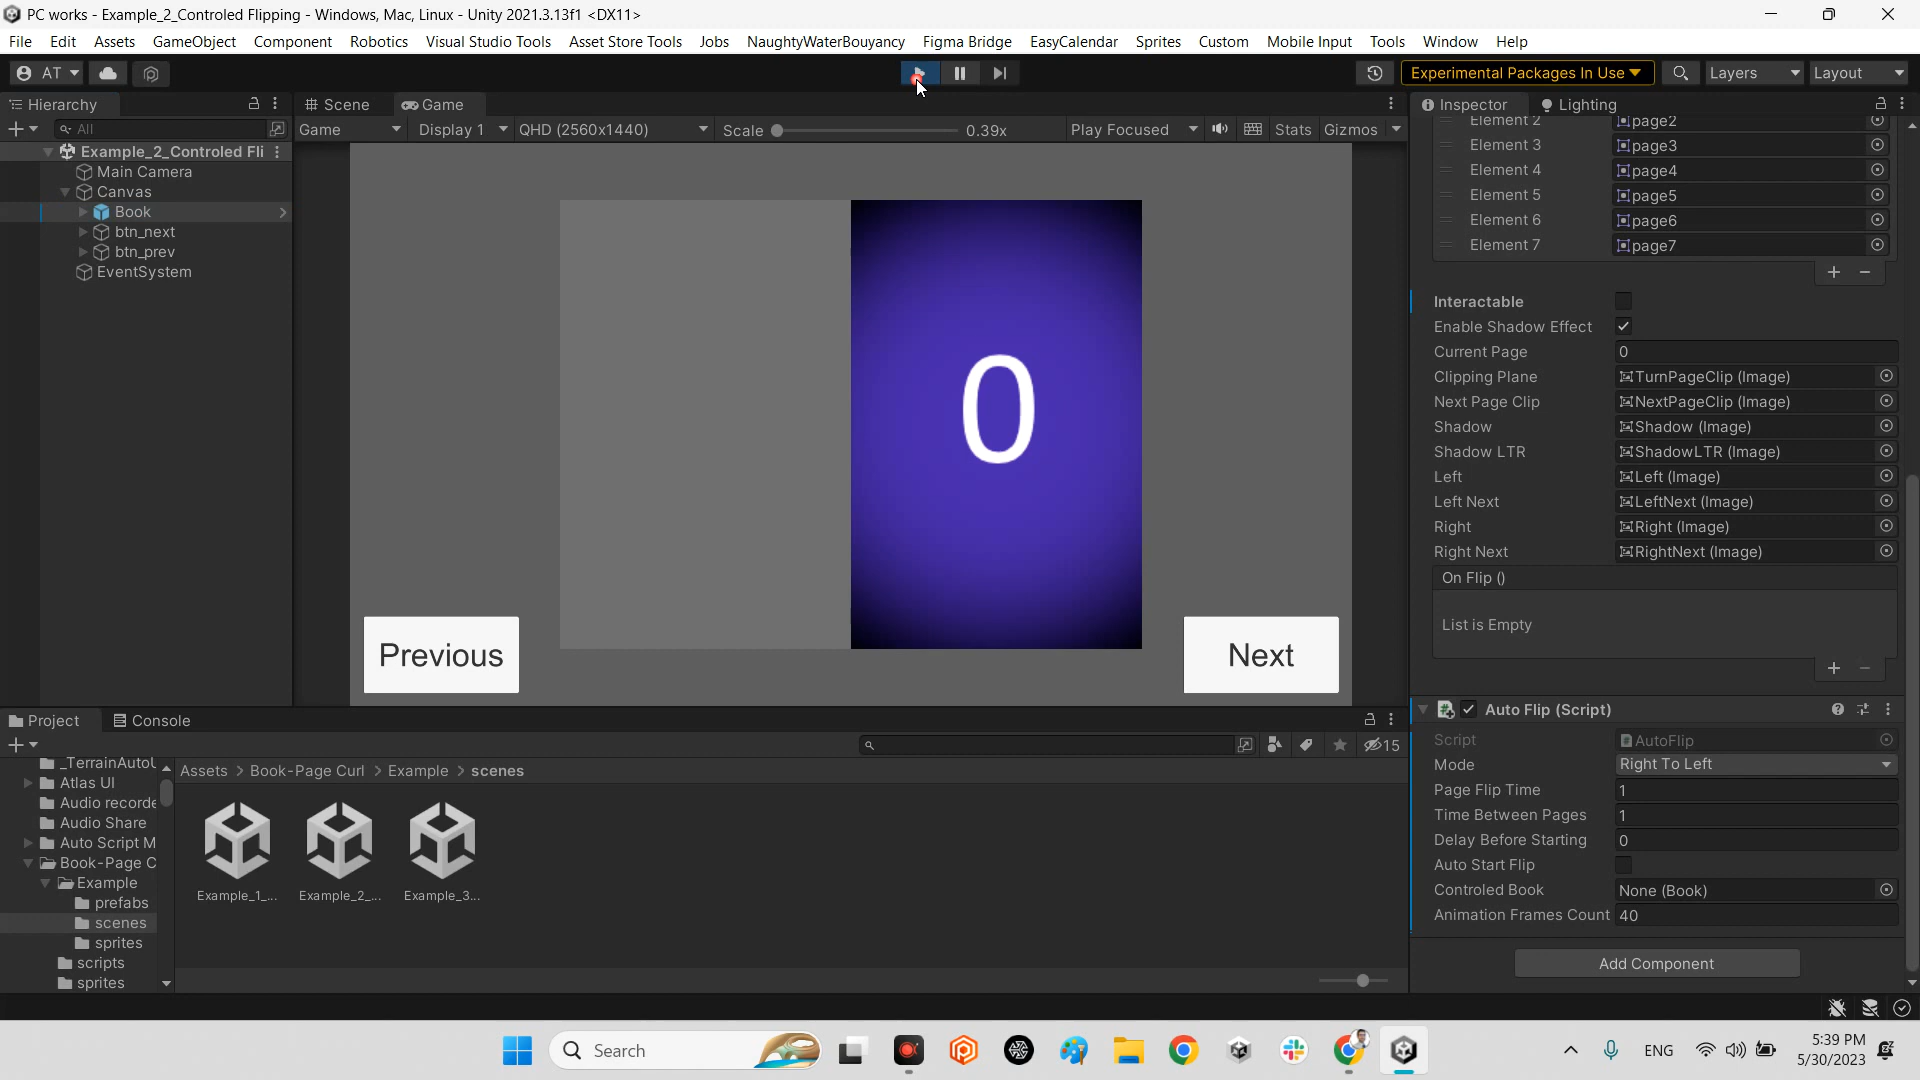 PC works - Example_2_Controled Flipping - Windows, Mac, Linux - Unity 2021.3.13f1 <DX11>
File Edit Assets GameObject Component Robotics Visual Studio Tools Asset Store Tools Jobs NaughtyWaterBouyancy Figma Bridge EasyCalendar Sprites Custom Mobile Input Tools Window Help
AT Experimental Packages In Use Layers Layout
Hierarchy Scene Game Inspector Lighting
All Game Display 1 QHD (2560x1440) Scale 0.39x Play Focused Stats Gizmos
Example_2_Controled Fli
Main Camera
Canvas
Book
btn_next
btn_prev
EventSystem
0
Previous
Next
Element 2 page2
Element 3 page3
Element 4 page4
Element 5 page5
Element 6 page6
Element 7 page7
+ −
Interactable
Enable Shadow Effect
Current Page 0
Clipping Plane TurnPageClip (Image)
Next Page Clip NextPageClip (Image)
Shadow Shadow (Image)
Shadow LTR ShadowLTR (Image)
Left Left (Image)
Left Next LeftNext (Image)
Right Right (Image)
Right Next RightNext (Image)
On Flip ()
List is Empty
+ −
Auto Flip (Script)
Script AutoFlip
Mode Right To Left
Page Flip Time 1
Time Between Pages 1
Delay Before Starting 0
Auto Start Flip
Controled Book None (Book)
Animation Frames Count 40
Add Component
Project Console
15
_TerrainAutoU
Atlas UI
Audio recorde
Audio Share
Auto Script M
Book-Page C
Example
prefabs
scenes
sprites
scripts
sprites
Assets > Book-Page Curl > Example > scenes
Example_1_... Example_2_... Example_3...
Search
ENG
5:39 PM
5/30/2023